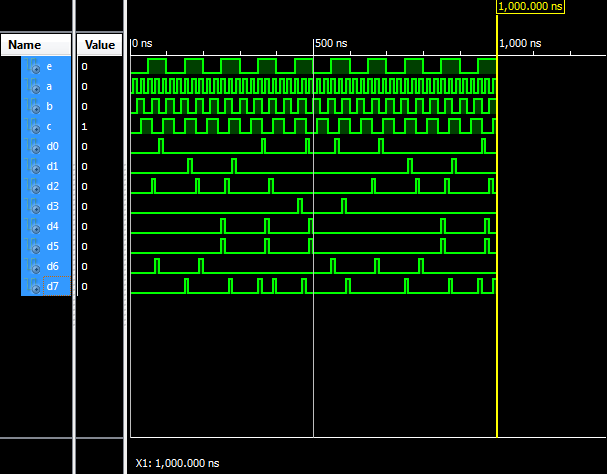 1,000.000 ns
Name Value 0 ns 500 ns 1,000 ns
e 0
a 0
b 0
c 1
d0 0
d1 0
d2 0
d3 0
d4 0
d5 0
d6 0
d7 0
X1: 1,000.000 ns